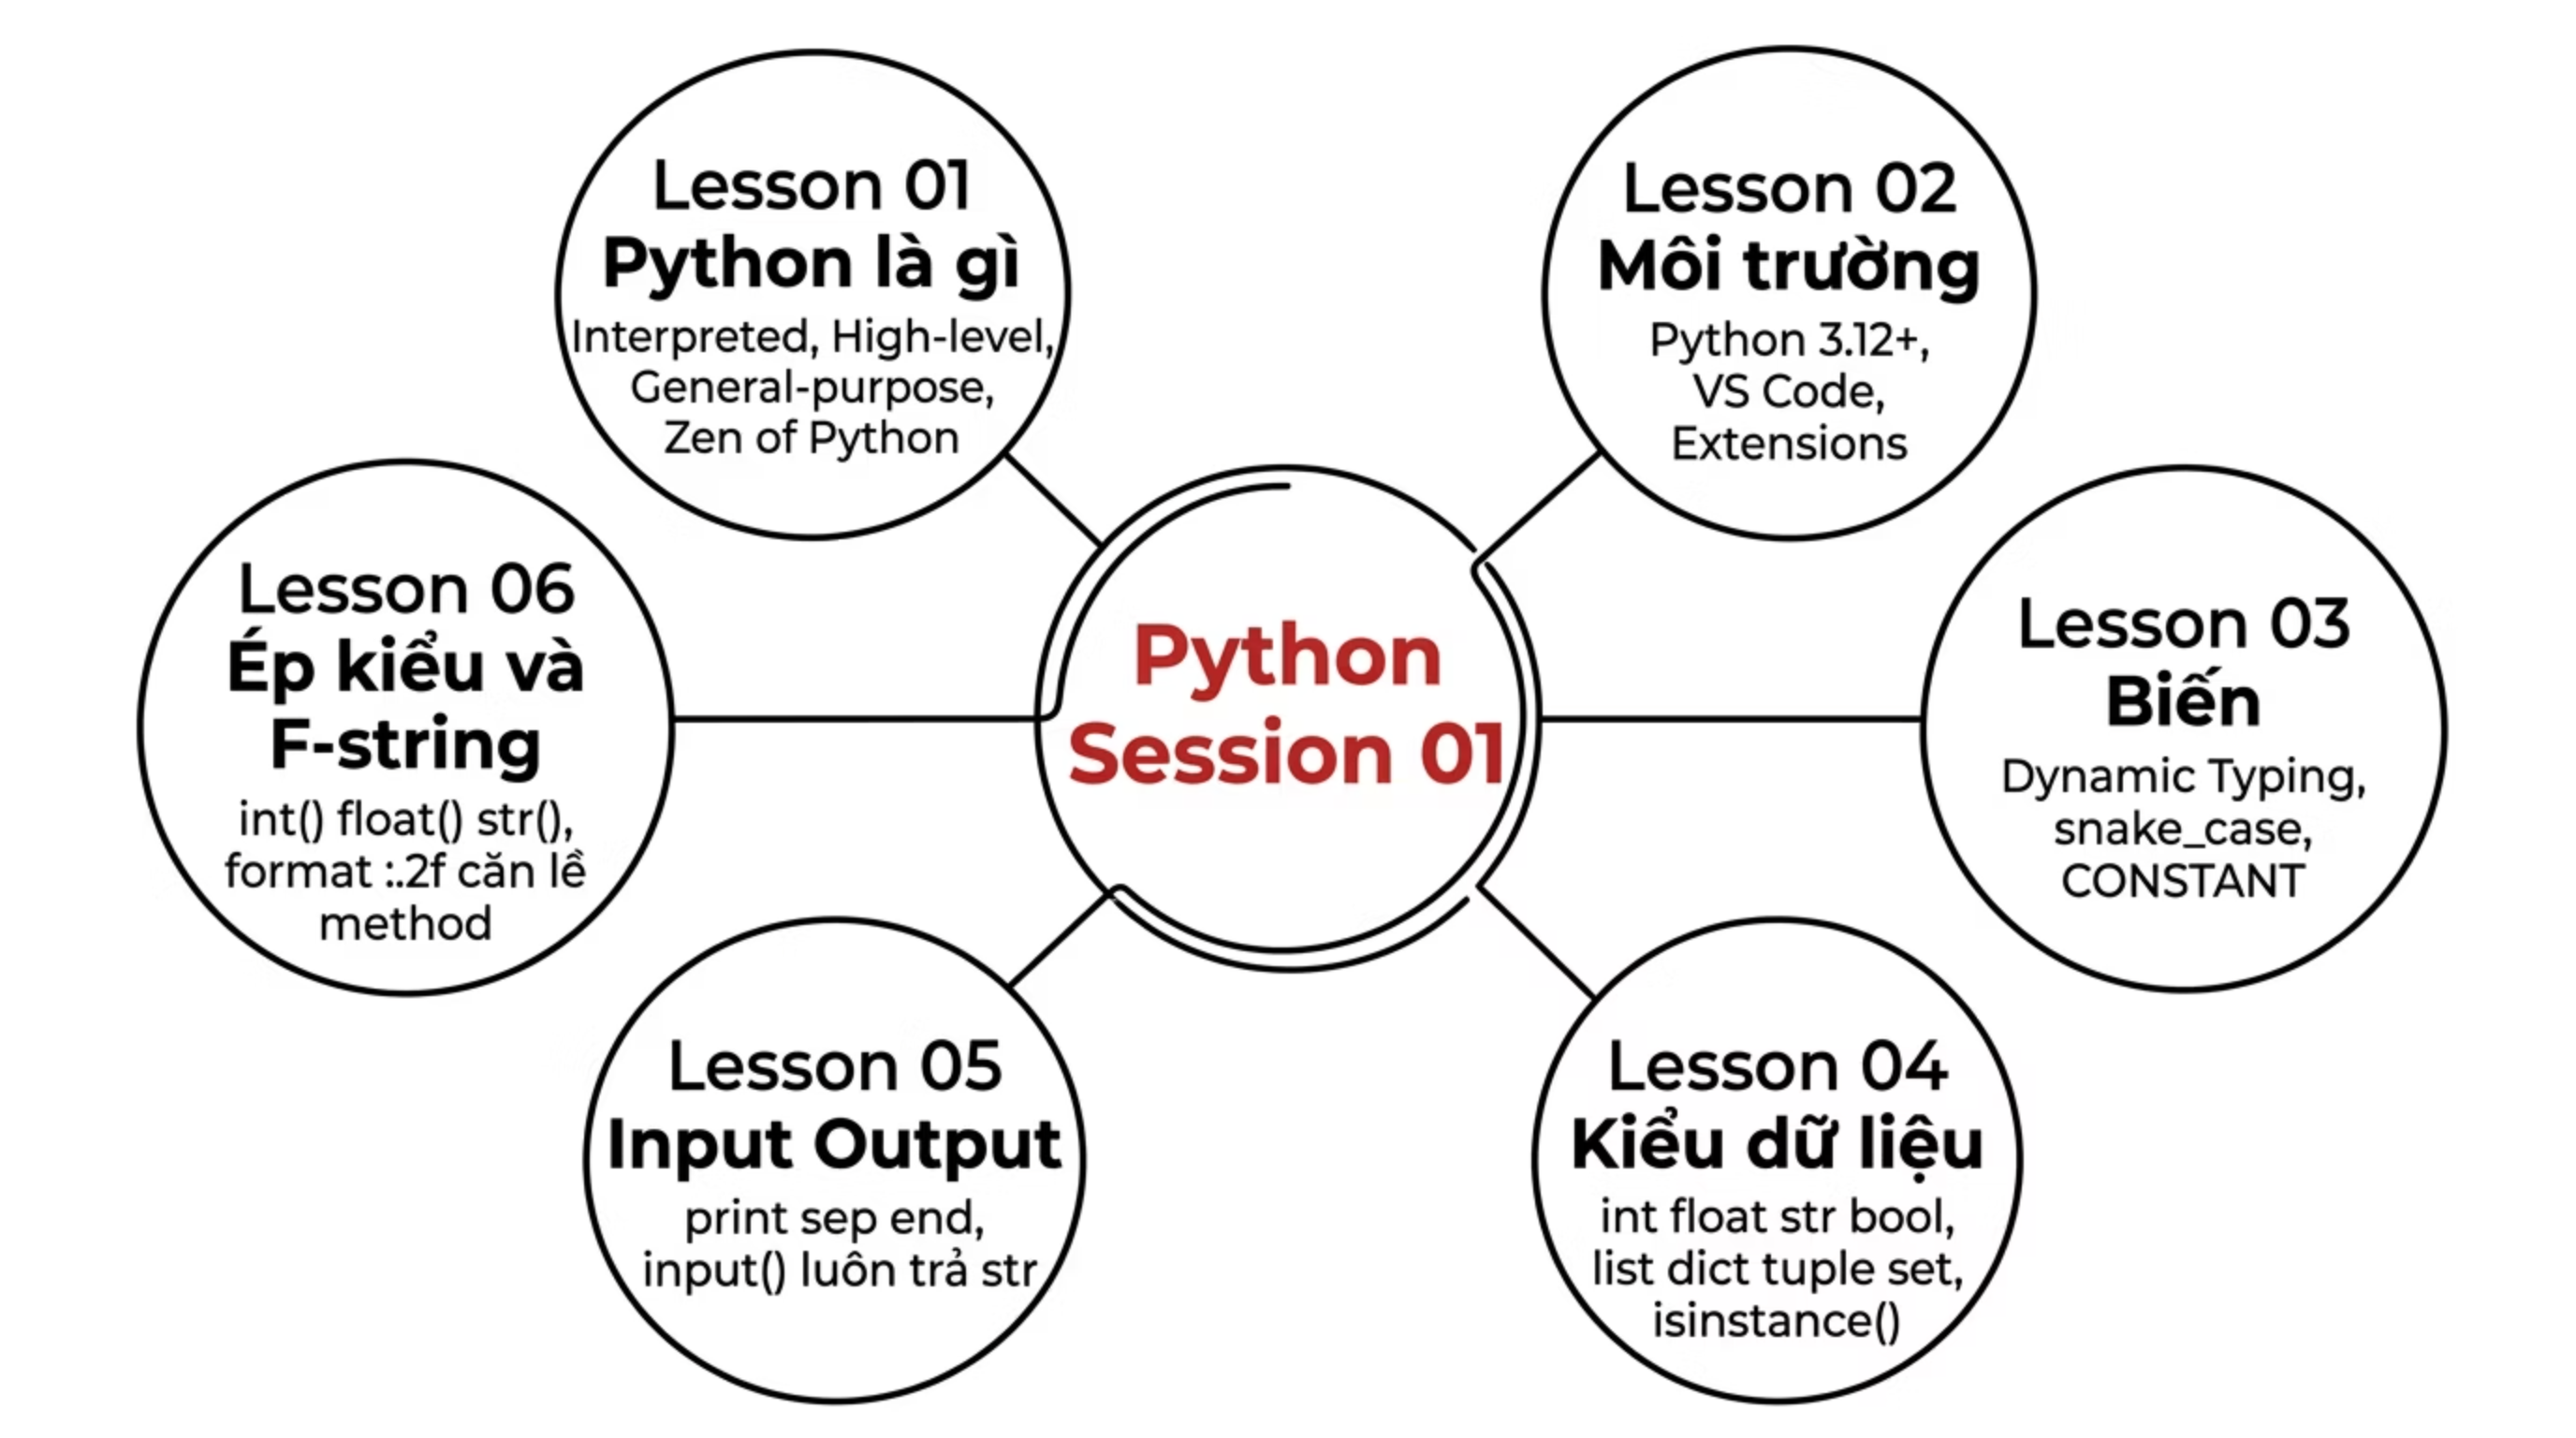 Python
Session 01
Lesson 01
Python là gì
Interpreted, High-level,
General-purpose,
Zen of Python
Lesson 02
Môi trường
Python 3.12+,
VS Code,
Extensions
Lesson 03
Biến
Dynamic Typing,
snake_case,
CONSTANT
Lesson 04
Kiểu dữ liệu
int float str bool,
list dict tuple set,
isinstance()
Lesson 05
Input Output
print sep end,
input() luôn trả str
Lesson 06
Ép kiểu và
F-string
int() float() str(),
format :.2f căn lề
method